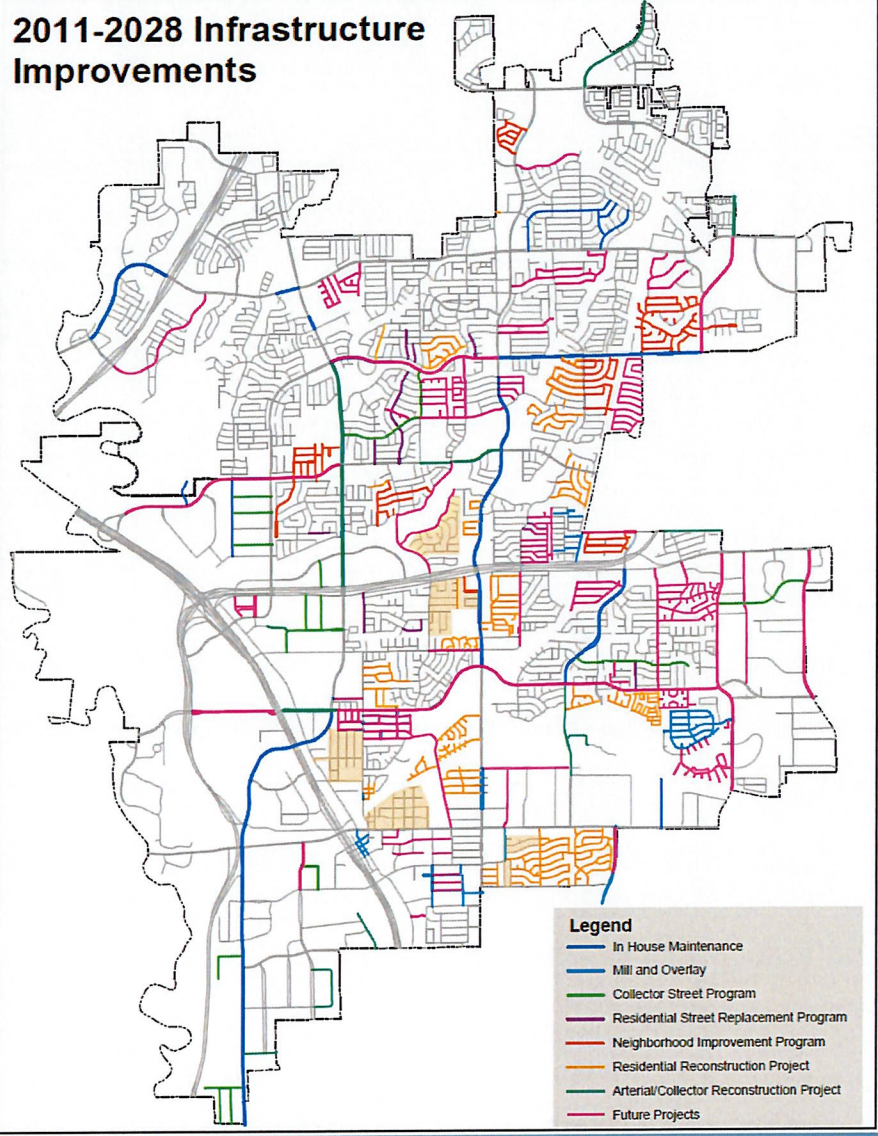 2011-2028 Infrastructure
Improvements
Legend
In House Maintenance
Mill and Overlay
Collector Street Program
Residential Street Replacement Program
Neighborhood Improvement Program
Residential Reconstruction Project
Arterial/Collector Reconstruction Project
Future Projects